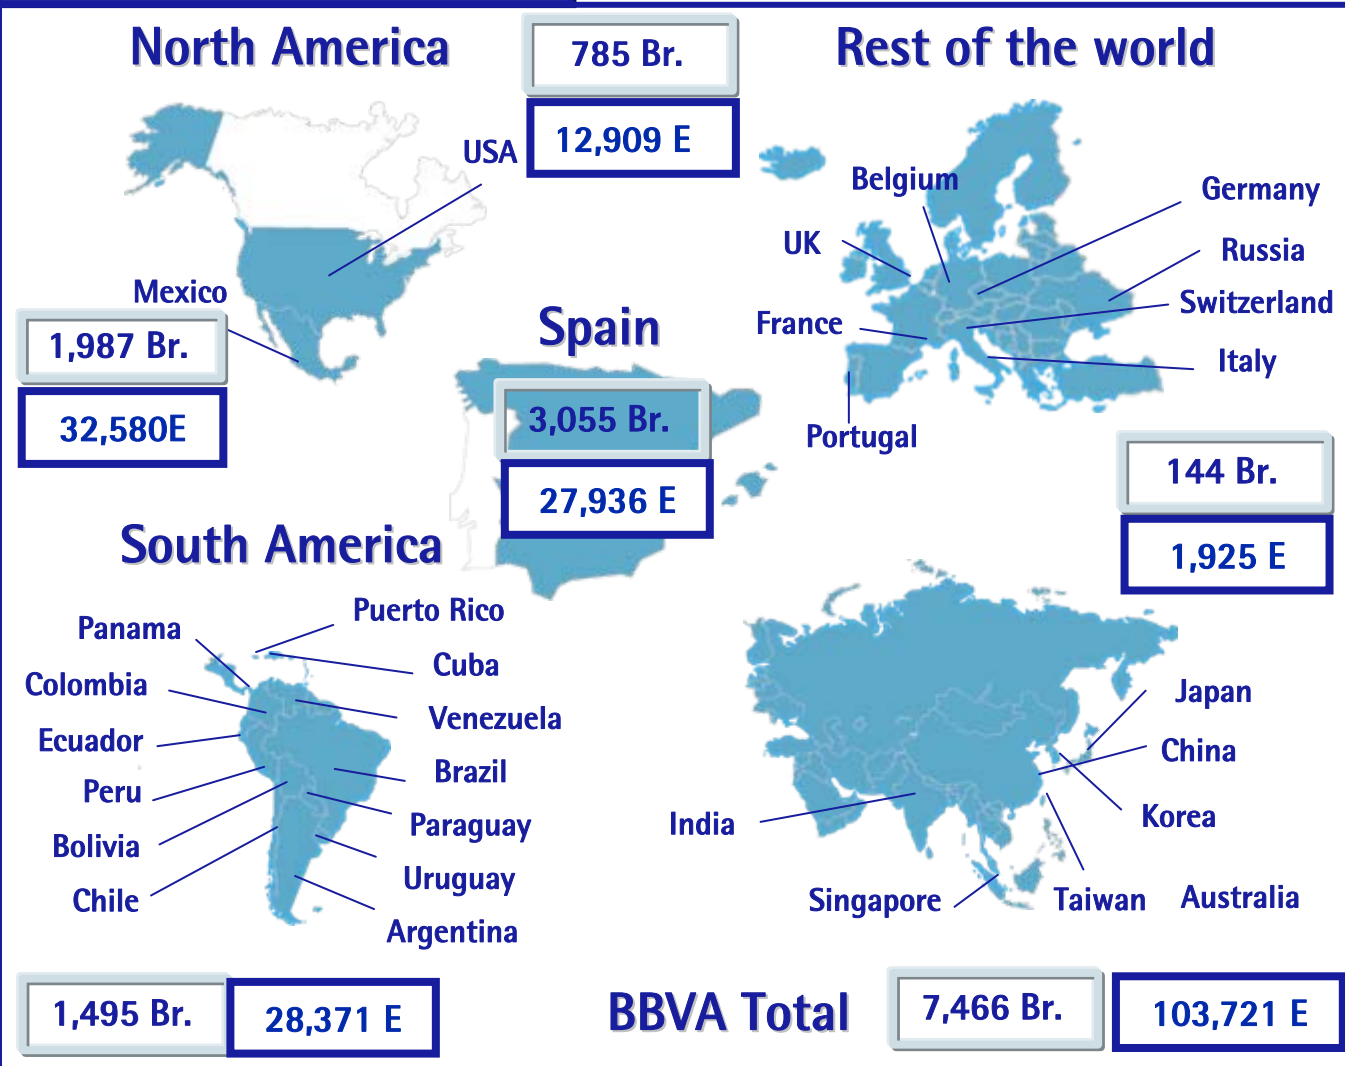 North America
785 Br.
12,909 E
USA
Mexico
1,987 Br.
32,580E
Spain
3,055 Br.
27,936 E
Rest of the world
Belgium
Germany
UK
Russia
Switzerland
France
Italy
Portugal
144 Br.
1,925 E
South America
Puerto Rico
Panama
Cuba
Colombia
Venezuela
Ecuador
Brazil
Peru
Paraguay
Bolivia
Uruguay
Chile
Argentina
1,495 Br.
28,371 E
Japan
China
India
Korea
Singapore
Taiwan
Australia
BBVA Total
7,466 Br.
103,721 E